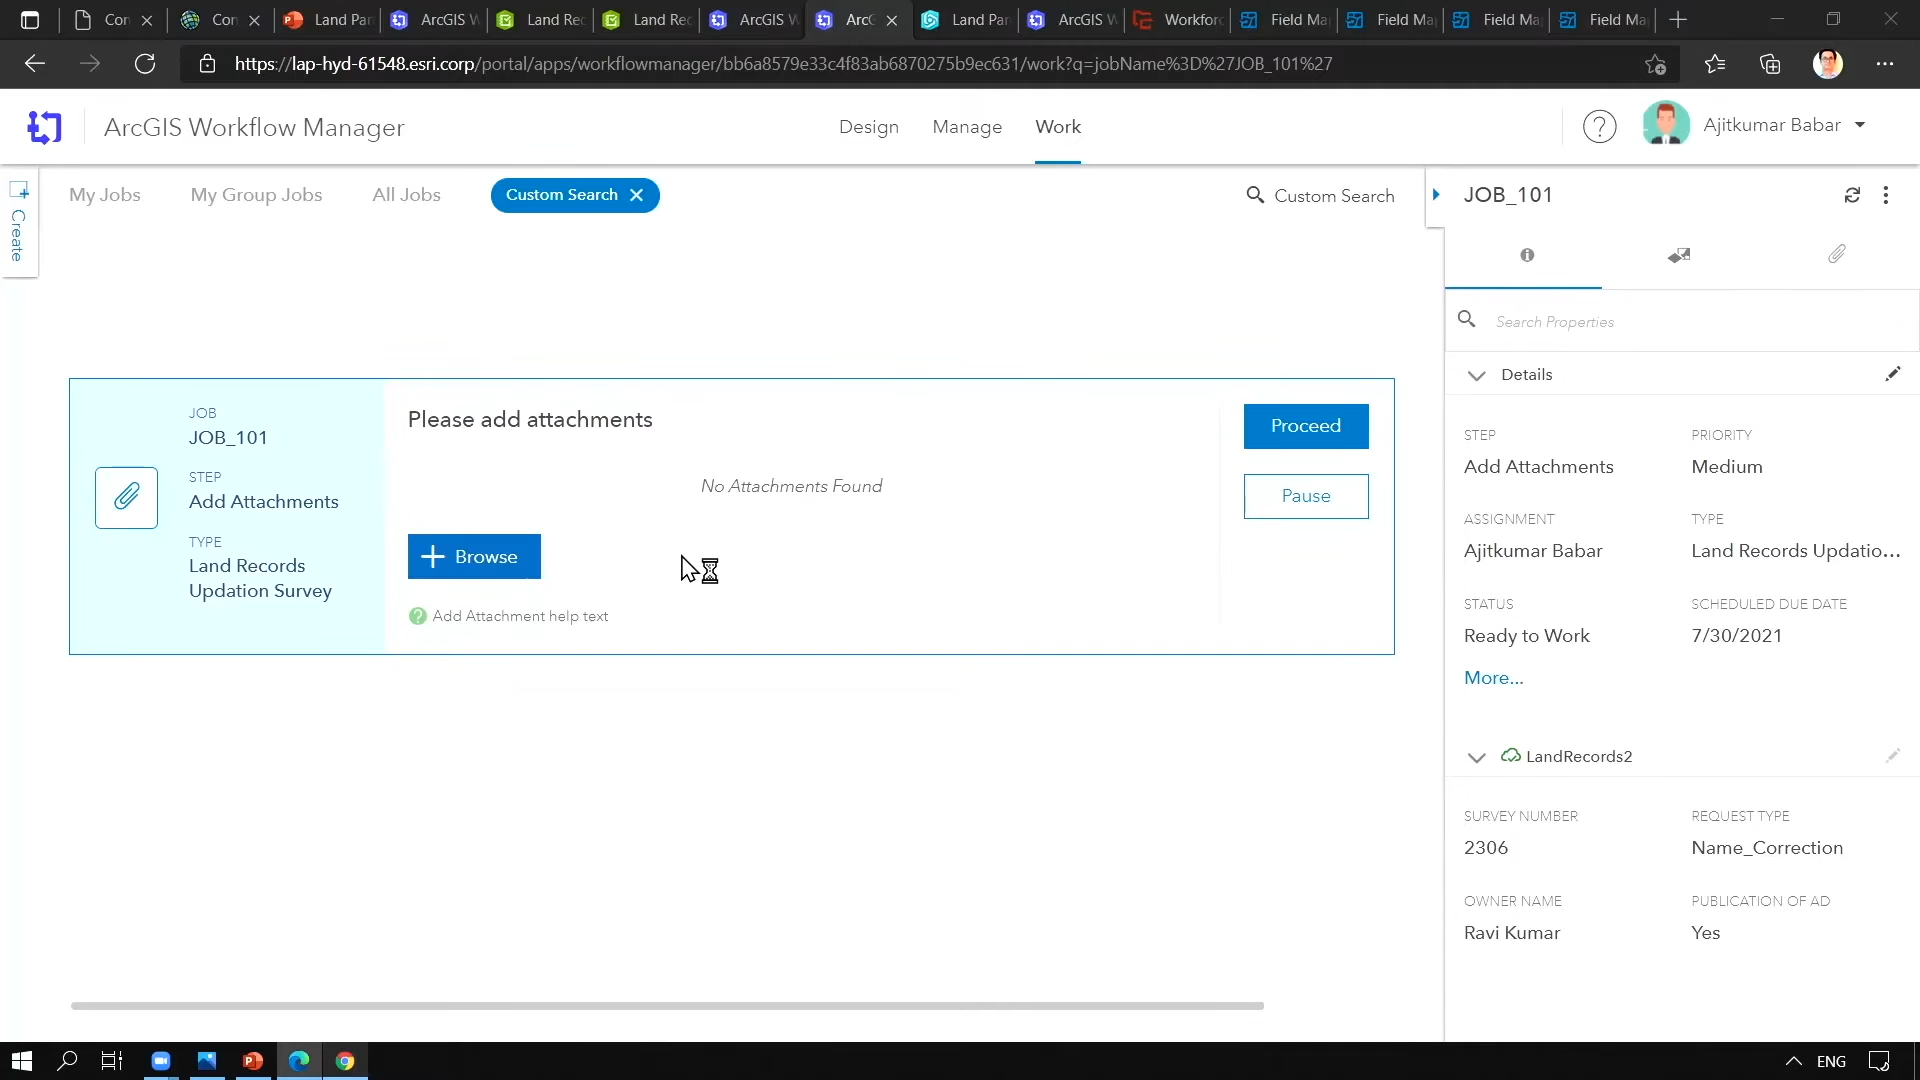 Con
Con
Land Par
ArcGIS W
Land Rec
Land Rec
ArcGIS W
ArcG
Land Par
ArcGIS W
Workforc
Field Ma
Field Ma
Field Ma
Field Ma
https://lap-hyd-61548.esri.corp/portal/apps/workflowmanager/bb6a8579e33c4f83ab6870275b9ec631/work?q=jobName%3D%27JOB_101%27
ArcGIS Workflow Manager
Design
Manage
Work
Ajitkumar Babar
Create
My Jobs
My Group Jobs
All Jobs
Custom Search
Custom Search
JOB
JOB_101
STEP
Add Attachments
TYPE
Land Records
Updation Survey
Please add attachments
No Attachments Found
Browse
Add Attachment help text
Proceed
Pause
JOB_101
Search Properties
Details
STEP
Add Attachments
PRIORITY
Medium
ASSIGNMENT
Ajitkumar Babar
TYPE
Land Records Updatio...
STATUS
Ready to Work
SCHEDULED DUE DATE
7/30/2021
More...
LandRecords2
SURVEY NUMBER
2306
REQUEST TYPE
Name_Correction
OWNER NAME
Ravi Kumar
PUBLICATION OF AD
Yes
ENG